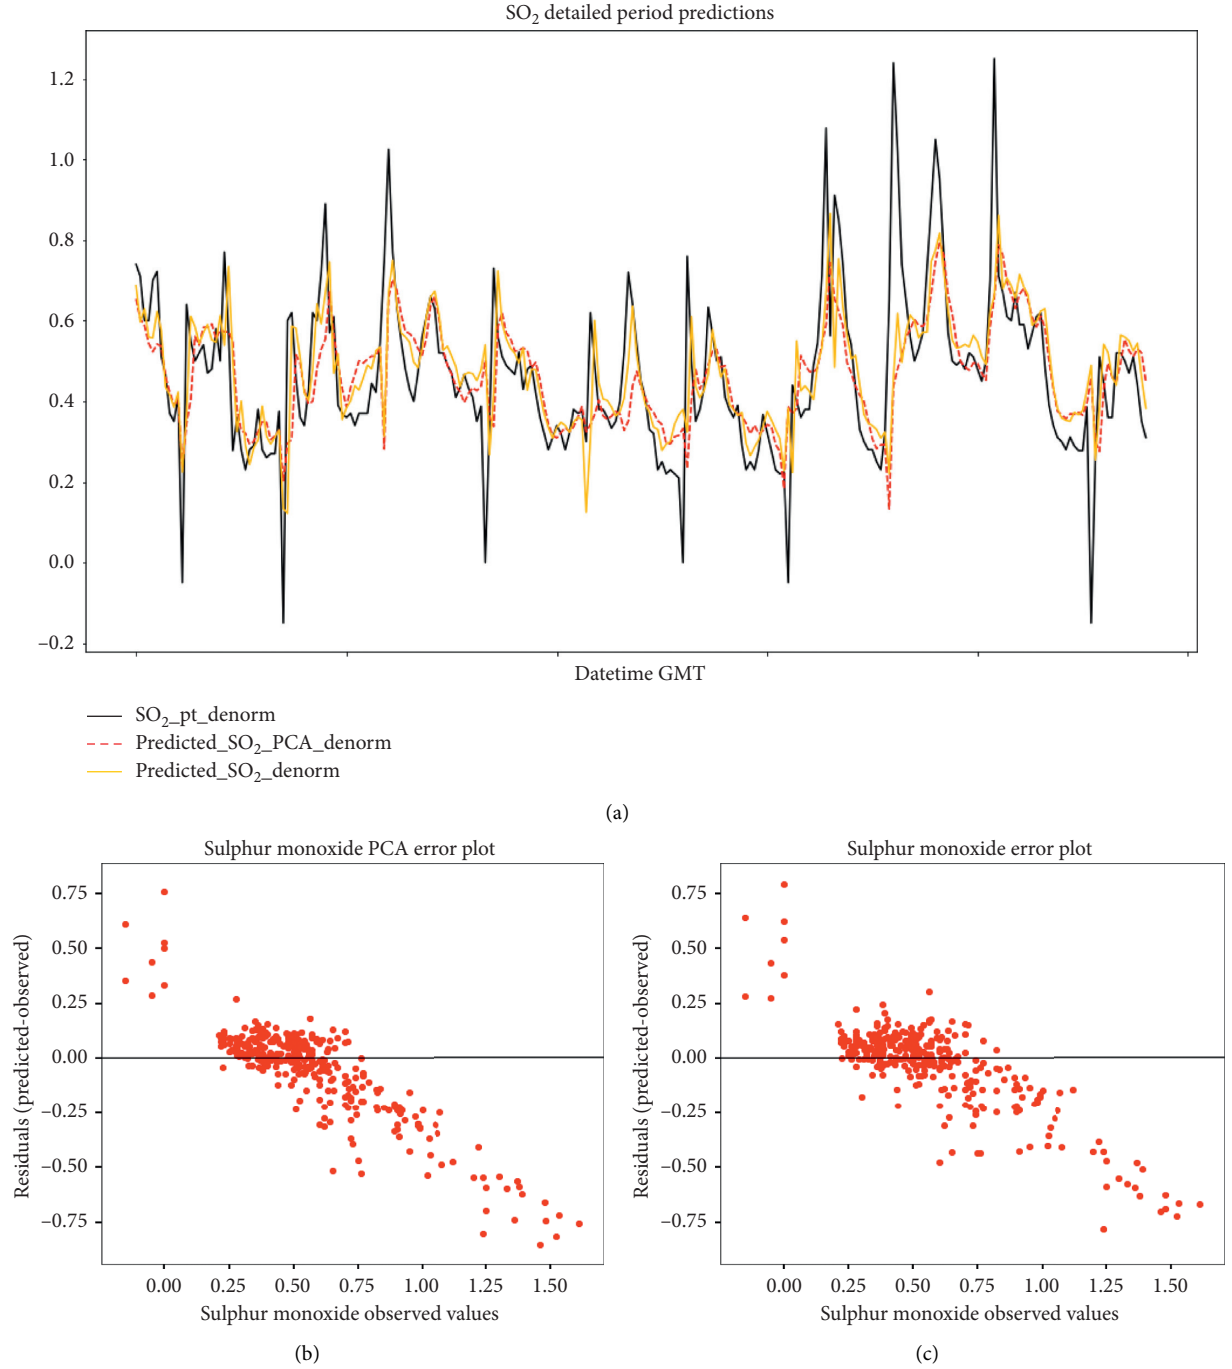 SO₂ detailed period predictions
1.2
1.0
0.8
0.6
0.4
0.2
0.0
–0.2
Datetime GMT
SO₂_pt_denorm
Predicted_SO₂_PCA_denorm
Predicted_SO₂_denorm
(a)
Sulphur monoxide PCA error plot
Residuals (predicted-observed)
0.75
0.50
0.25
0.00
–0.25
–0.50
–0.75
0.00 0.25 0.50 0.75 1.00 1.25 1.50
Sulphur monoxide observed values
(b)
Sulphur monoxide error plot
Residuals (predicted-observed)
0.75
0.50
0.25
0.00
–0.25
–0.50
–0.75
0.00 0.25 0.50 0.75 1.00 1.25 1.50
Sulphur monoxide observed values
(c)